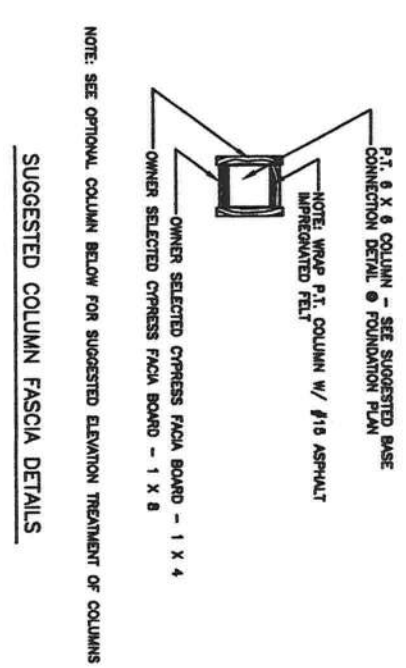 P.T. 6 X 6 COLUMN - SEE SUGGESTED BASE
CONNECTION DETAIL @ FOUNDATION PLAN
NOTE: WRAP P.T. COLUMN W/ #15 ASPHALT
IMPREGNATED FELT
OWNER SELECTED CYPRESS FACIA BOARD - 1 X 4
OWNER SELECTED CYPRESS FACIA BOARD - 1 X 8
NOTE: SEE OPTIONAL COLUMN BELOW FOR SUGGESTED ELEVATION TREATMENT OF COLUMNS
SUGGESTED COLUMN FASCIA DETAILS